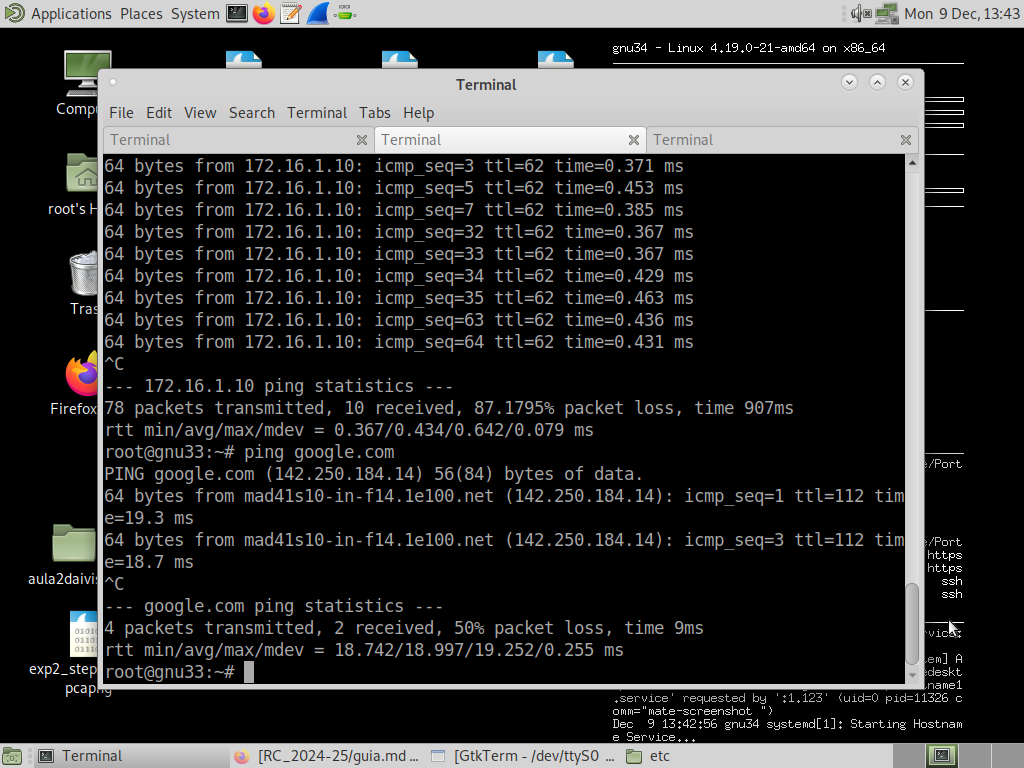 Applications Places System Mon 9 Dec, 13:43
gnu34 - Linux 4.19.0-21-amd64 on x86_64
Terminal
File Edit View Search Terminal Tabs Help
Terminal Terminal Terminal
64 bytes from 172.16.1.10: icmp_seq=3 ttl=62 time=0.371 ms
64 bytes from 172.16.1.10: icmp_seq=5 ttl=62 time=0.453 ms
64 bytes from 172.16.1.10: icmp_seq=7 ttl=62 time=0.385 ms
64 bytes from 172.16.1.10: icmp_seq=32 ttl=62 time=0.367 ms
64 bytes from 172.16.1.10: icmp_seq=33 ttl=62 time=0.367 ms
64 bytes from 172.16.1.10: icmp_seq=34 ttl=62 time=0.429 ms
64 bytes from 172.16.1.10: icmp_seq=35 ttl=62 time=0.463 ms
64 bytes from 172.16.1.10: icmp_seq=63 ttl=62 time=0.436 ms
64 bytes from 172.16.1.10: icmp_seq=64 ttl=62 time=0.431 ms
^C
--- 172.16.1.10 ping statistics ---
78 packets transmitted, 10 received, 87.1795% packet loss, time 907ms
rtt min/avg/max/mdev = 0.367/0.434/0.642/0.079 ms
root@gnu33:~# ping google.com
PING google.com (142.250.184.14) 56(84) bytes of data.
64 bytes from mad41s10-in-f14.1e100.net (142.250.184.14): icmp_seq=1 ttl=112 tim
e=19.3 ms
64 bytes from mad41s10-in-f14.1e100.net (142.250.184.14): icmp_seq=3 ttl=112 tim
e=18.7 ms
^C
--- google.com ping statistics ---
4 packets transmitted, 2 received, 50% packet loss, time 9ms
rtt min/avg/max/mdev = 18.742/18.997/19.252/0.255 ms
root@gnu33:~#
Compu
root's H
Tras
Firefox
aula2daivis
exp2_step
pcapng
e/Port
e/Port
https
https
ssh
ssh
rvice.
em] A
edeskt
name1
.service' requested by ':1.123' (uid=0 pid=11326 c
omm="mate-screenshot ")
Dec 9 13:42:56 gnu34 systemd[1]: Starting Hostnam
e Service...
Terminal [RC_2024-25/guia.md ... [GtkTerm - /dev/ttyS0 ... etc